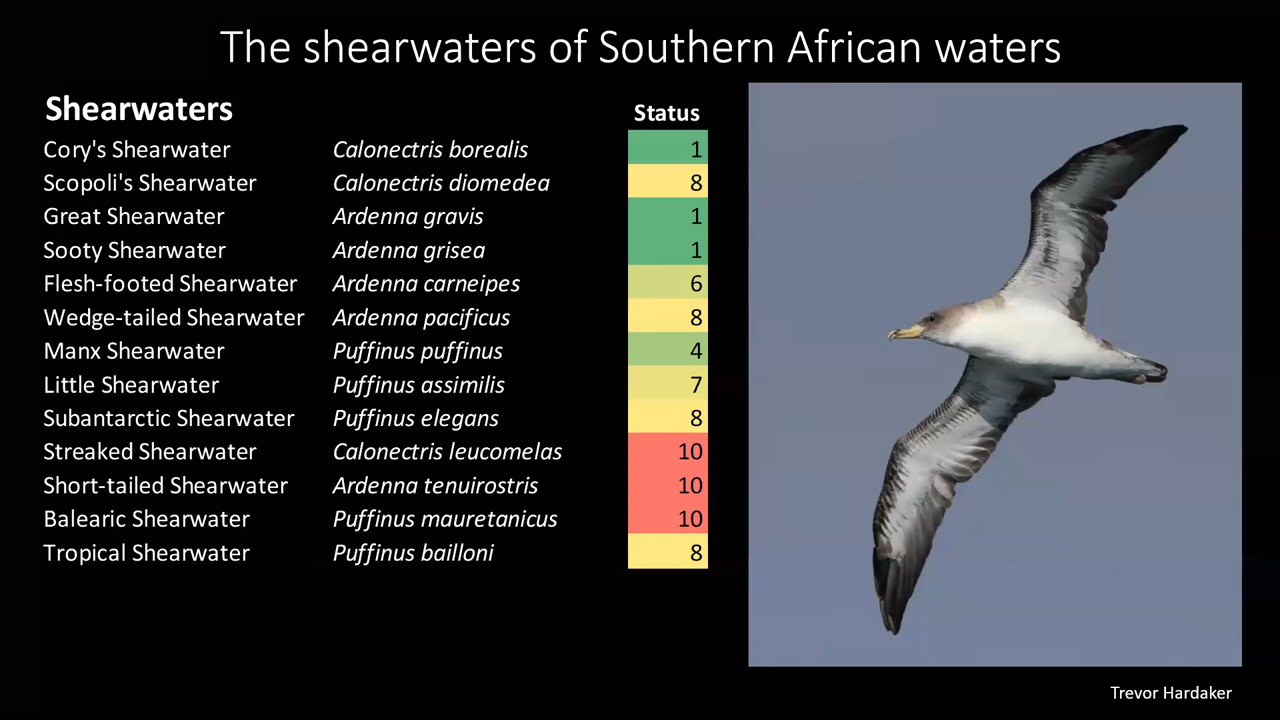 The shearwaters of Southern African waters
Shearwaters Status
Cory's Shearwater Calonectris borealis 1
Scopoli's Shearwater Calonectris diomedea 8
Great Shearwater Ardenna gravis 1
Sooty Shearwater Ardenna grisea 1
Flesh-footed Shearwater Ardenna carneipes 6
Wedge-tailed Shearwater Ardenna pacificus 8
Manx Shearwater Puffinus puffinus 4
Little Shearwater Puffinus assimilis 7
Subantarctic Shearwater Puffinus elegans 8
Streaked Shearwater Calonectris leucomelas 10
Short-tailed Shearwater Ardenna tenuirostris 10
Balearic Shearwater Puffinus mauretanicus 10
Tropical Shearwater Puffinus bailloni 8
Trevor Hardaker